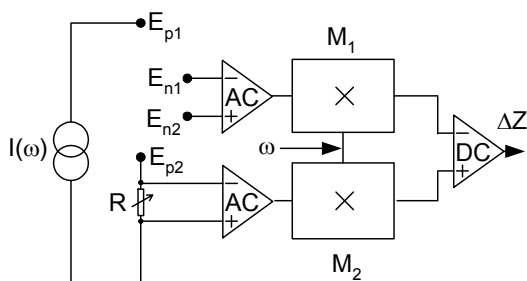 E_p1
M_1
E_n1
− AC
E_n2
+
×
I(ω)
ω
ΔZ
− DC
+
E_p2
R
− AC
+
×
M_2